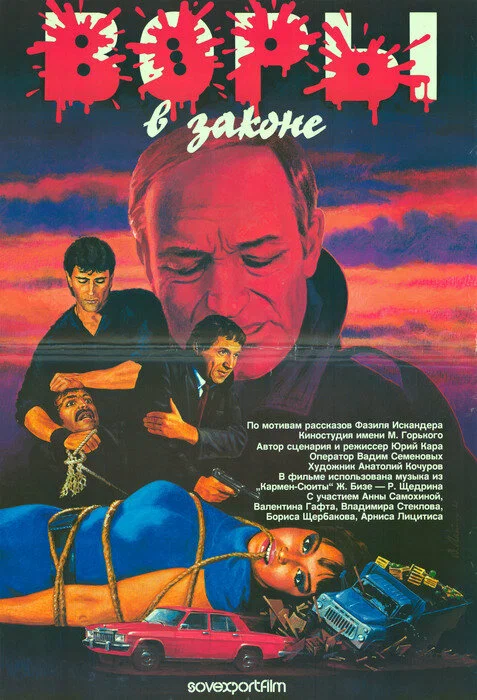 ВОРЫ
в законе
По мотивам рассказов Фазиля Искандера
Киностудия имени М. Горького
Автор сценария и режиссер Юрий Кара
Оператор Вадим Семеновых
Художник Анатолий Кочуров
В фильме использована музыка из
„Кармен-Сюиты“ Ж. Бизе — Р. Щедрина
С участием Анны Самохиной,
Валентина Гафта, Владимира Стеклова,
Бориса Щербакова, Арниса Лицитиса
sovexportfilm